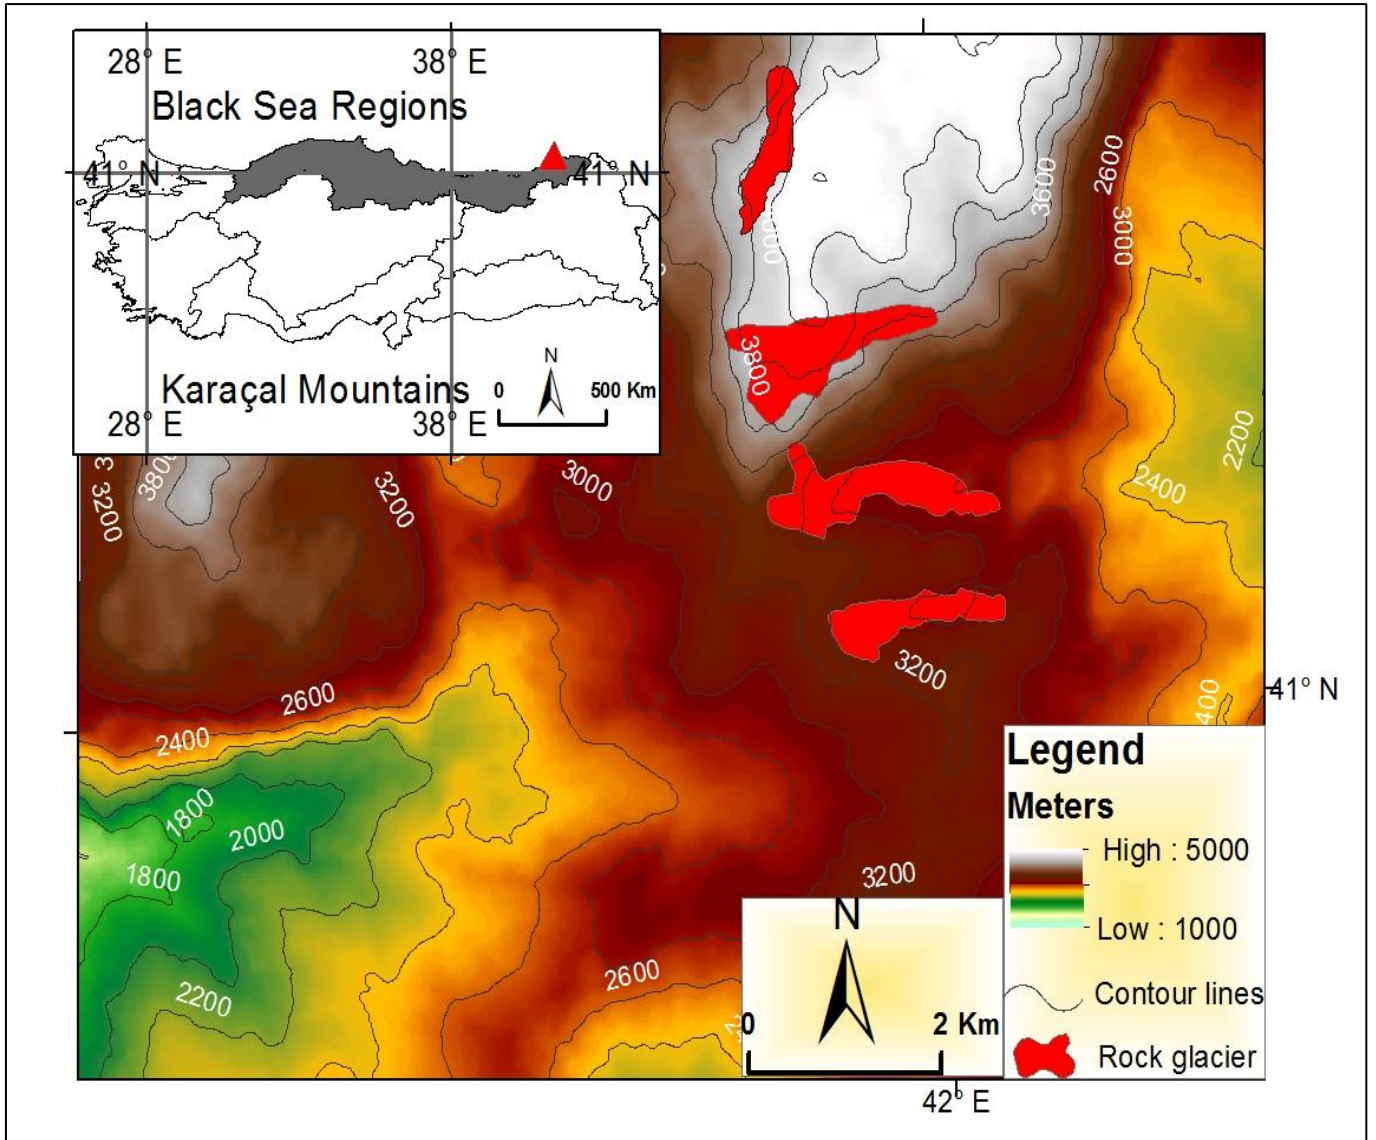 28° E
38° E
Black Sea Regions
41° N
41° N
Karaçal Mountains
N
0
500 Km
28° E
38° E
2600
3600
3000
3800
2200
3200
3800
3200
3000
2400
2600
3200
2400
41° N
1800
2000
1800
3200
2600
2200
Legend
Meters
High : 5000
Low : 1000
Contour lines
Rock glacier
N
0
2 Km
42° E